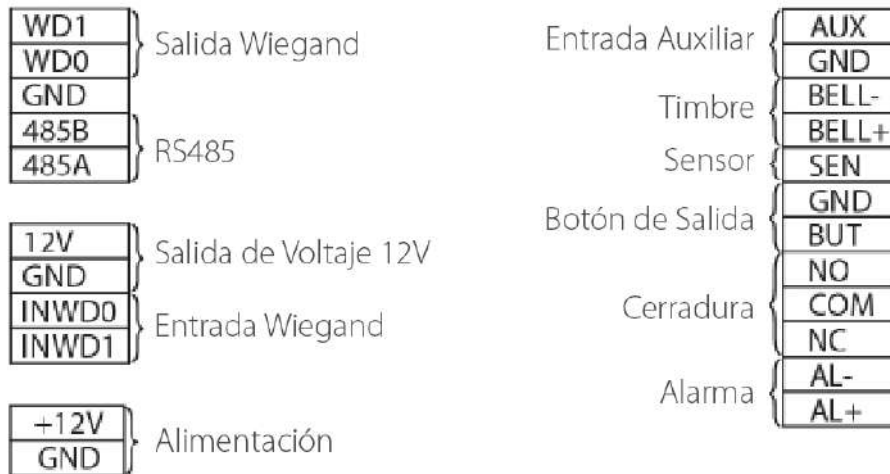 WD1
WD0
Salida Wiegand
GND
485B
485A
RS485
12V
GND
Salida de Voltaje 12V
INWD0
INWD1
Entrada Wiegand
+12V
GND
Alimentación
Entrada Auxiliar
AUX
GND
Timbre
BELL-
BELL+
Sensor
SEN
Botón de Salida
GND
BUT
Cerradura
NO
COM
NC
Alarma
AL-
AL+